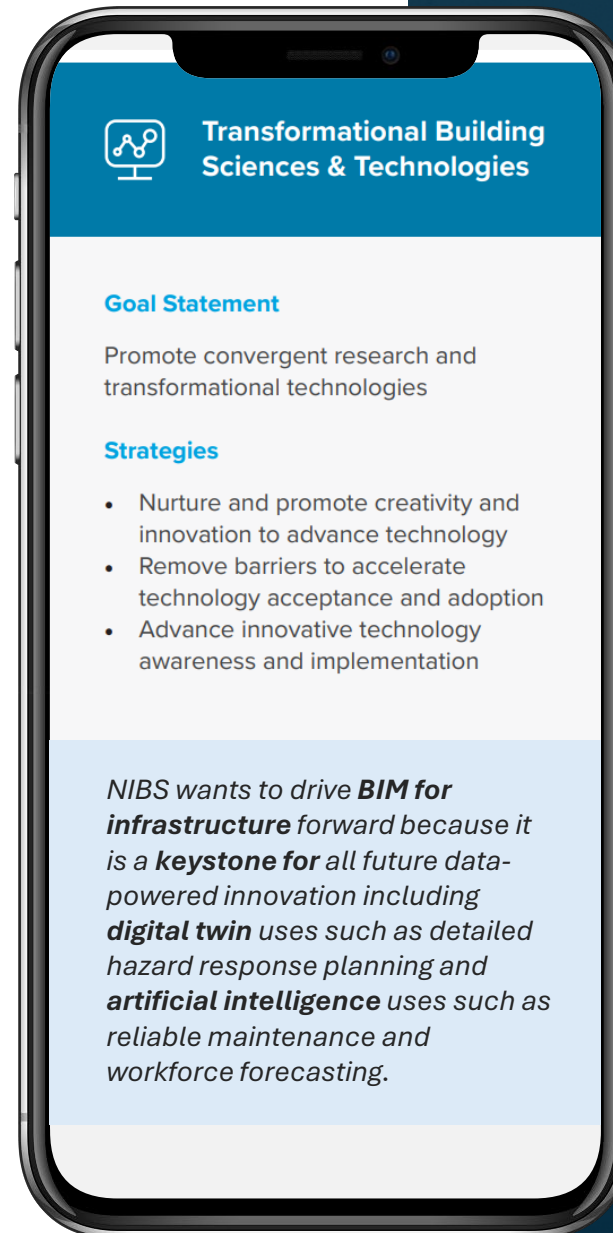 Transformational Building
Sciences & Technologies
Goal Statement
Promote convergent research and
transformational technologies
Strategies
• Nurture and promote creativity and
innovation to advance technology
• Remove barriers to accelerate
technology acceptance and adoption
• Advance innovative technology
awareness and implementation
NIBS wants to drive BIM for
infrastructure forward because it
is a keystone for all future data-
powered innovation including
digital twin uses such as detailed
hazard response planning and
artificial intelligence uses such as
reliable maintenance and
workforce forecasting.